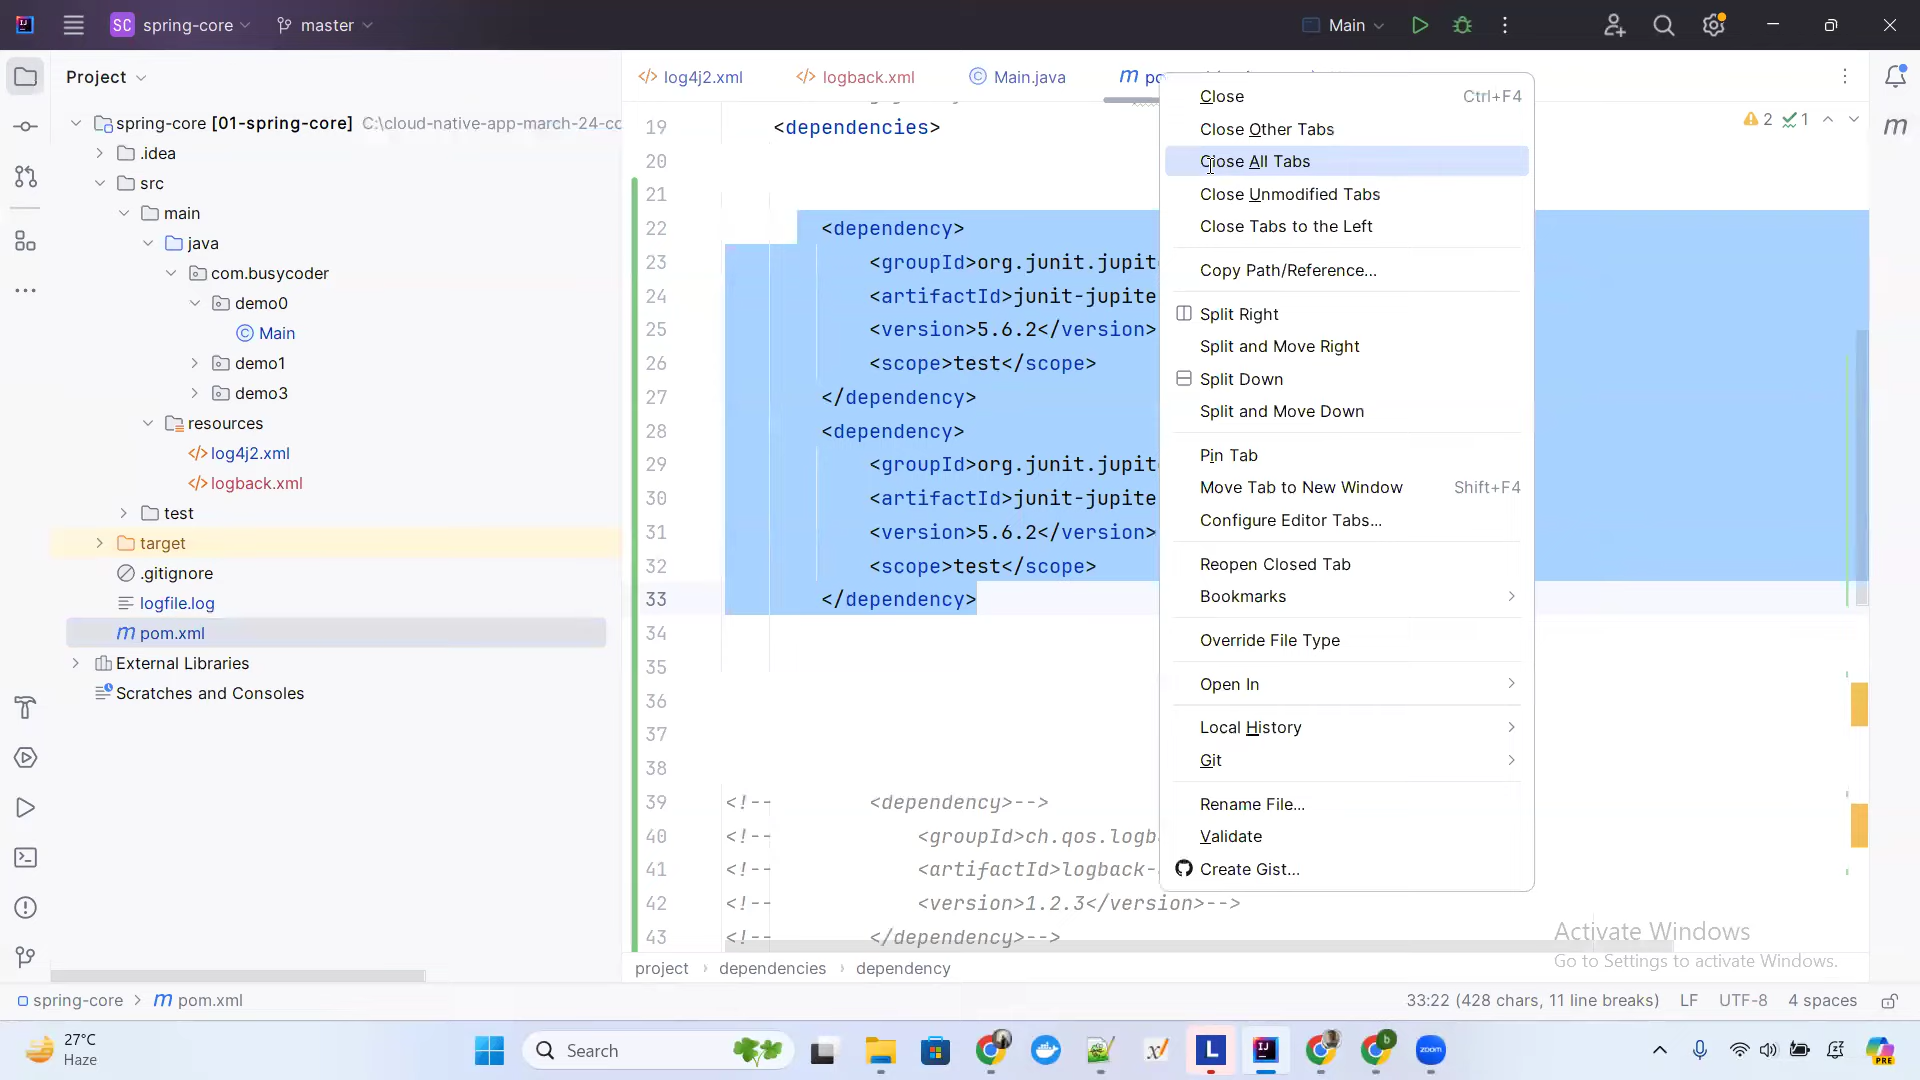 SC spring-core
master
Main
Project
spring-core [01-spring-core] C:\cloud-native-app-march-24-cc
.idea
src
main
java
com.busycoder
demo0
Main
demo1
demo3
resources
log4j2.xml
logback.xml
test
target
.gitignore
logfile.log
pom.xml
External Libraries
Scratches and Consoles
log4j2.xml
logback.xml
Main.java
po
2
1
19 <dependencies>
20
21
22 <dependency>
23 <groupId>org.junit.jupite
24 <artifactId>junit-jupite
25 <version>5.6.2</version>
26 <scope>test</scope>
27 </dependency>
28 <dependency>
29 <groupId>org.junit.jupite
30 <artifactId>junit-jupite
31 <version>5.6.2</version>
32 <scope>test</scope>
33 </dependency>
34
35
36
37
38
39 <!-- <dependency>-->
40 <!-- <groupId>ch.qos.logb
41 <!-- <artifactId>logback-
42 <!-- <version>1.2.3</version>-->
43 <!-- </dependency>-->
Close Ctrl+F4
Close Other Tabs
Close All Tabs
Close Unmodified Tabs
Close Tabs to the Left
Copy Path/Reference...
Split Right
Split and Move Right
Split Down
Split and Move Down
Pin Tab
Move Tab to New Window Shift+F4
Configure Editor Tabs...
Reopen Closed Tab
Bookmarks
Override File Type
Open In
Local History
Git
Rename File...
Validate
Create Gist...
Activate Windows
Go to Settings to activate Windows.
project › dependencies › dependency
spring-core › pom.xml
33:22 (428 chars, 11 line breaks) LF UTF-8 4 spaces
27°C
Haze
Search
zoom
PRE